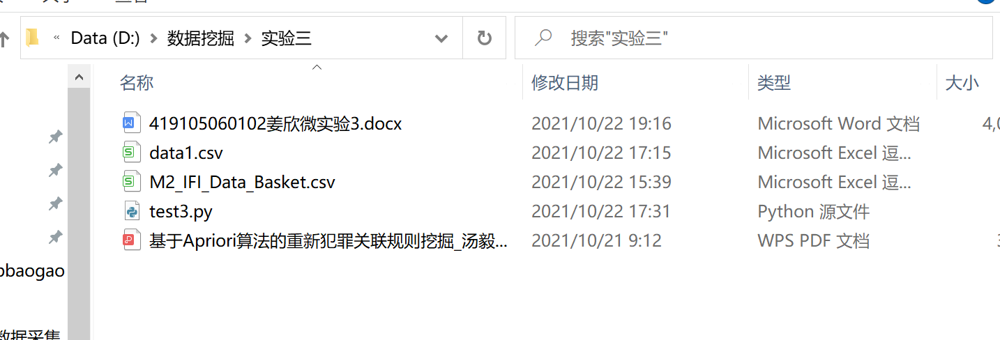 « Data (D:) > 数据挖掘 > 实验三
搜索"实验三"
名称 修改日期 类型 大小
419105060102姜欣微实验3.docx 2021/10/22 19:16 Microsoft Word 文档
data1.csv 2021/10/22 17:15 Microsoft Excel 逗...
M2_IFI_Data_Basket.csv 2021/10/22 15:39 Microsoft Excel 逗...
test3.py 2021/10/22 17:31 Python 源文件
基于Apriori算法的重新犯罪关联规则挖掘_汤毅... 2021/10/21 9:12 WPS PDF 文档
baogao
数据采集